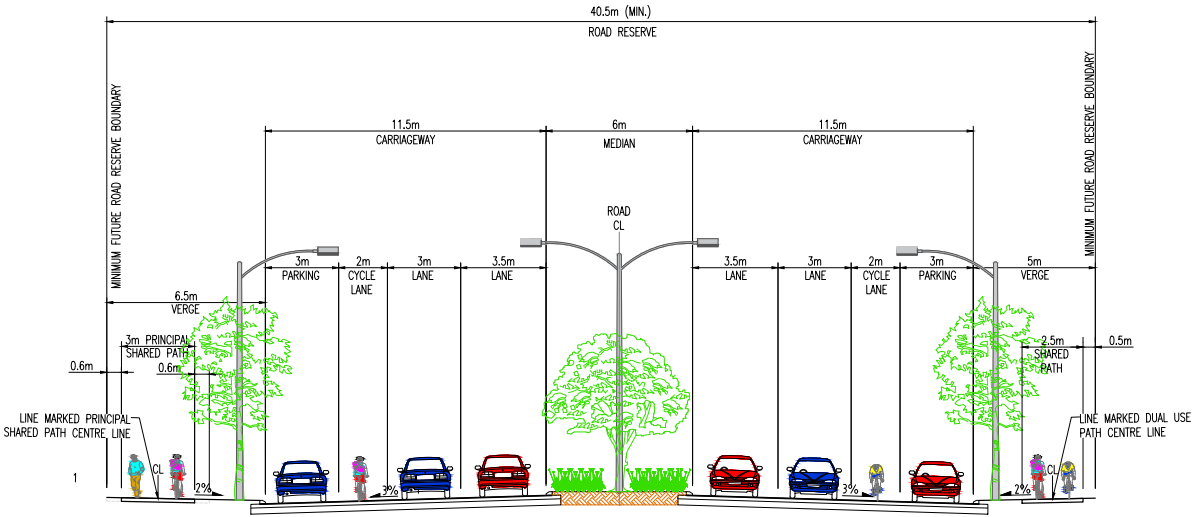 40.5m (MIN.)
ROAD RESERVE
MINIMUM FUTURE ROAD RESERVE BOUNDARY
MINIMUM FUTURE ROAD RESERVE BOUNDARY
11.5m
CARRIAGEWAY
6m
MEDIAN
11.5m
CARRIAGEWAY
ROAD
CL
3m
PARKING
2m
CYCLE
LANE
3m
LANE
3.5m
LANE
3.5m
LANE
3m
LANE
2m
CYCLE
LANE
3m
PARKING
5m
VERGE
6.5m
VERGE
3m PRINCIPAL
SHARED PATH
0.6m
0.6m
2.5m
SHARED
PATH
0.5m
LINE MARKED PRINCIPAL
SHARED PATH CENTRE LINE
LINE MARKED DUAL USE
PATH CENTRE LINE
1
CL
2%
3%
3%
2%
CL